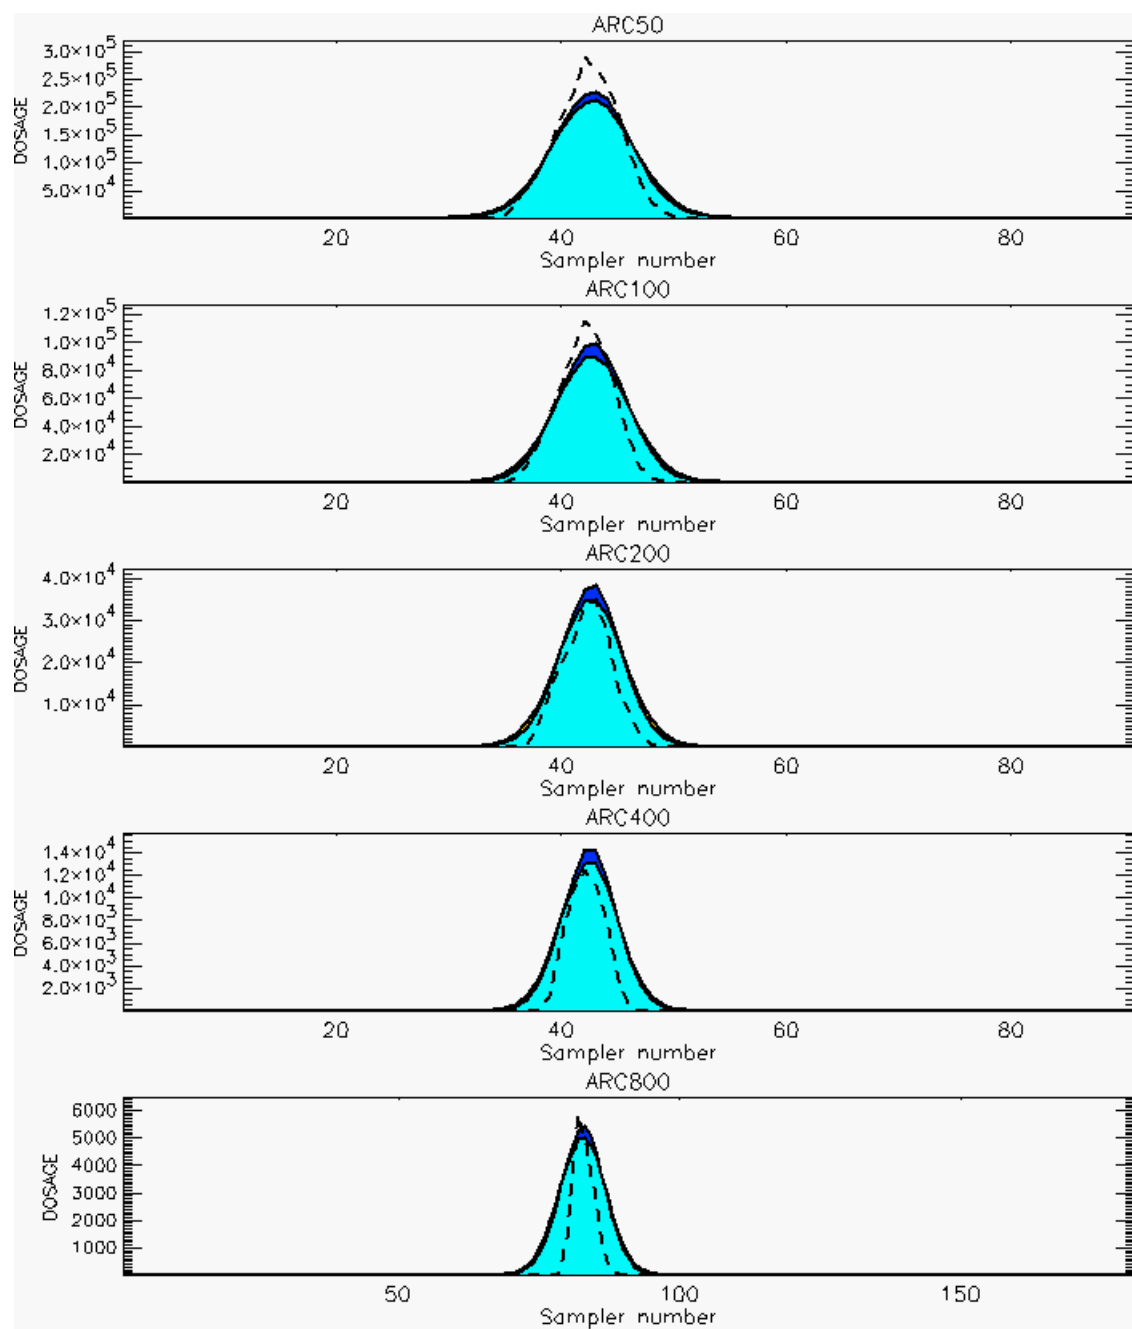 ARC50
3.0×10^5
2.5×10^5
2.0×10^5
1.5×10^5
1.0×10^5
5.0×10^4
DOSAGE
20 40 60 80
Sampler number
ARC100
1.2×10^5
1.0×10^5
8.0×10^4
6.0×10^4
4.0×10^4
2.0×10^4
DOSAGE
20 40 60 80
Sampler number
ARC200
4.0×10^4
3.0×10^4
2.0×10^4
1.0×10^4
DOSAGE
20 40 60 80
Sampler number
ARC400
1.4×10^4
1.2×10^4
1.0×10^4
8.0×10^3
6.0×10^3
4.0×10^3
2.0×10^3
DOSAGE
20 40 60 80
Sampler number
ARC800
6000
5000
4000
3000
2000
1000
DOSAGE
50 100 150
Sampler number